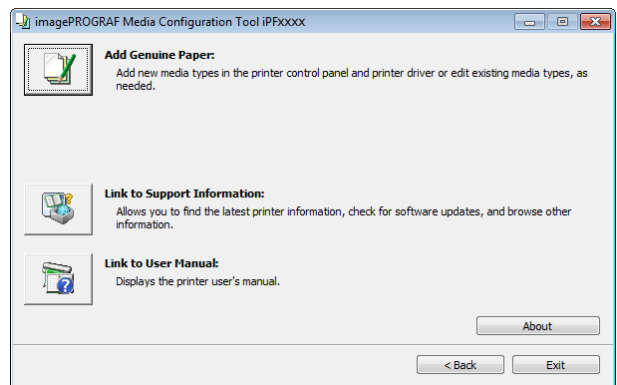 imagePROGRAF Media Configuration Tool iPFxxxx
Add Genuine Paper:
Add new media types in the printer control panel and printer driver or edit existing media types, as
needed.
Link to Support Information:
Allows you to find the latest printer information, check for software updates, and browse other
information.
Link to User Manual:
Displays the printer user's manual.
About
< Back Exit